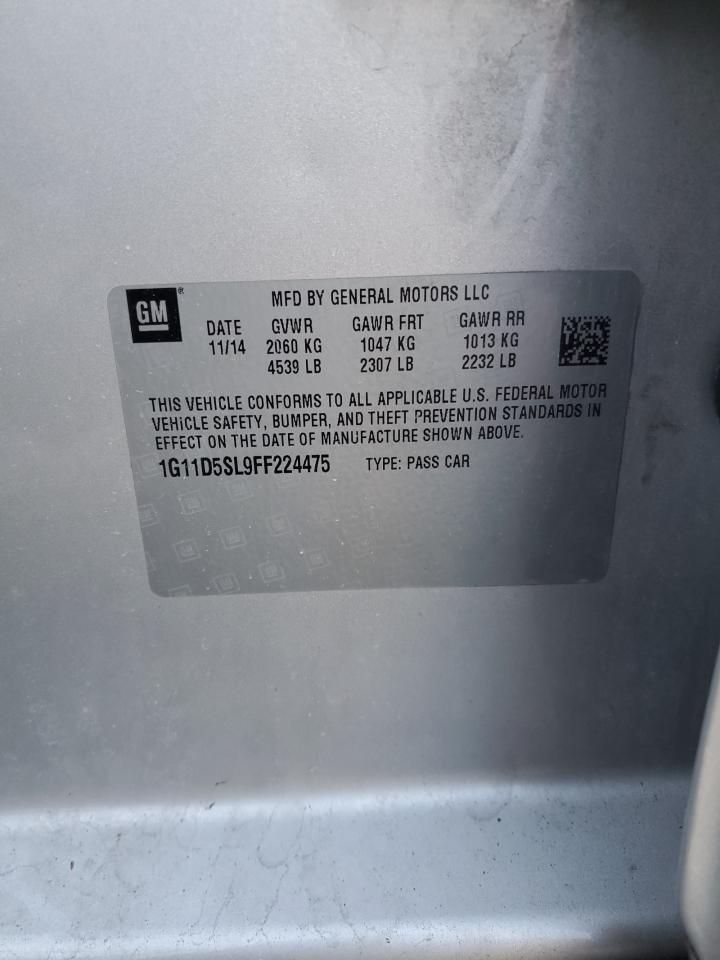 GM®
MFD BY GENERAL MOTORS LLC
DATE GVWR GAWR FRT GAWR RR
11/14 2060 KG 1047 KG 1013 KG
4539 LB 2307 LB 2232 LB
THIS VEHICLE CONFORMS TO ALL APPLICABLE U.S. FEDERAL MOTOR
VEHICLE SAFETY, BUMPER, AND THEFT PREVENTION STANDARDS IN
EFFECT ON THE DATE OF MANUFACTURE SHOWN ABOVE.
1G11D5SL9FF224475 TYPE: PASS CAR